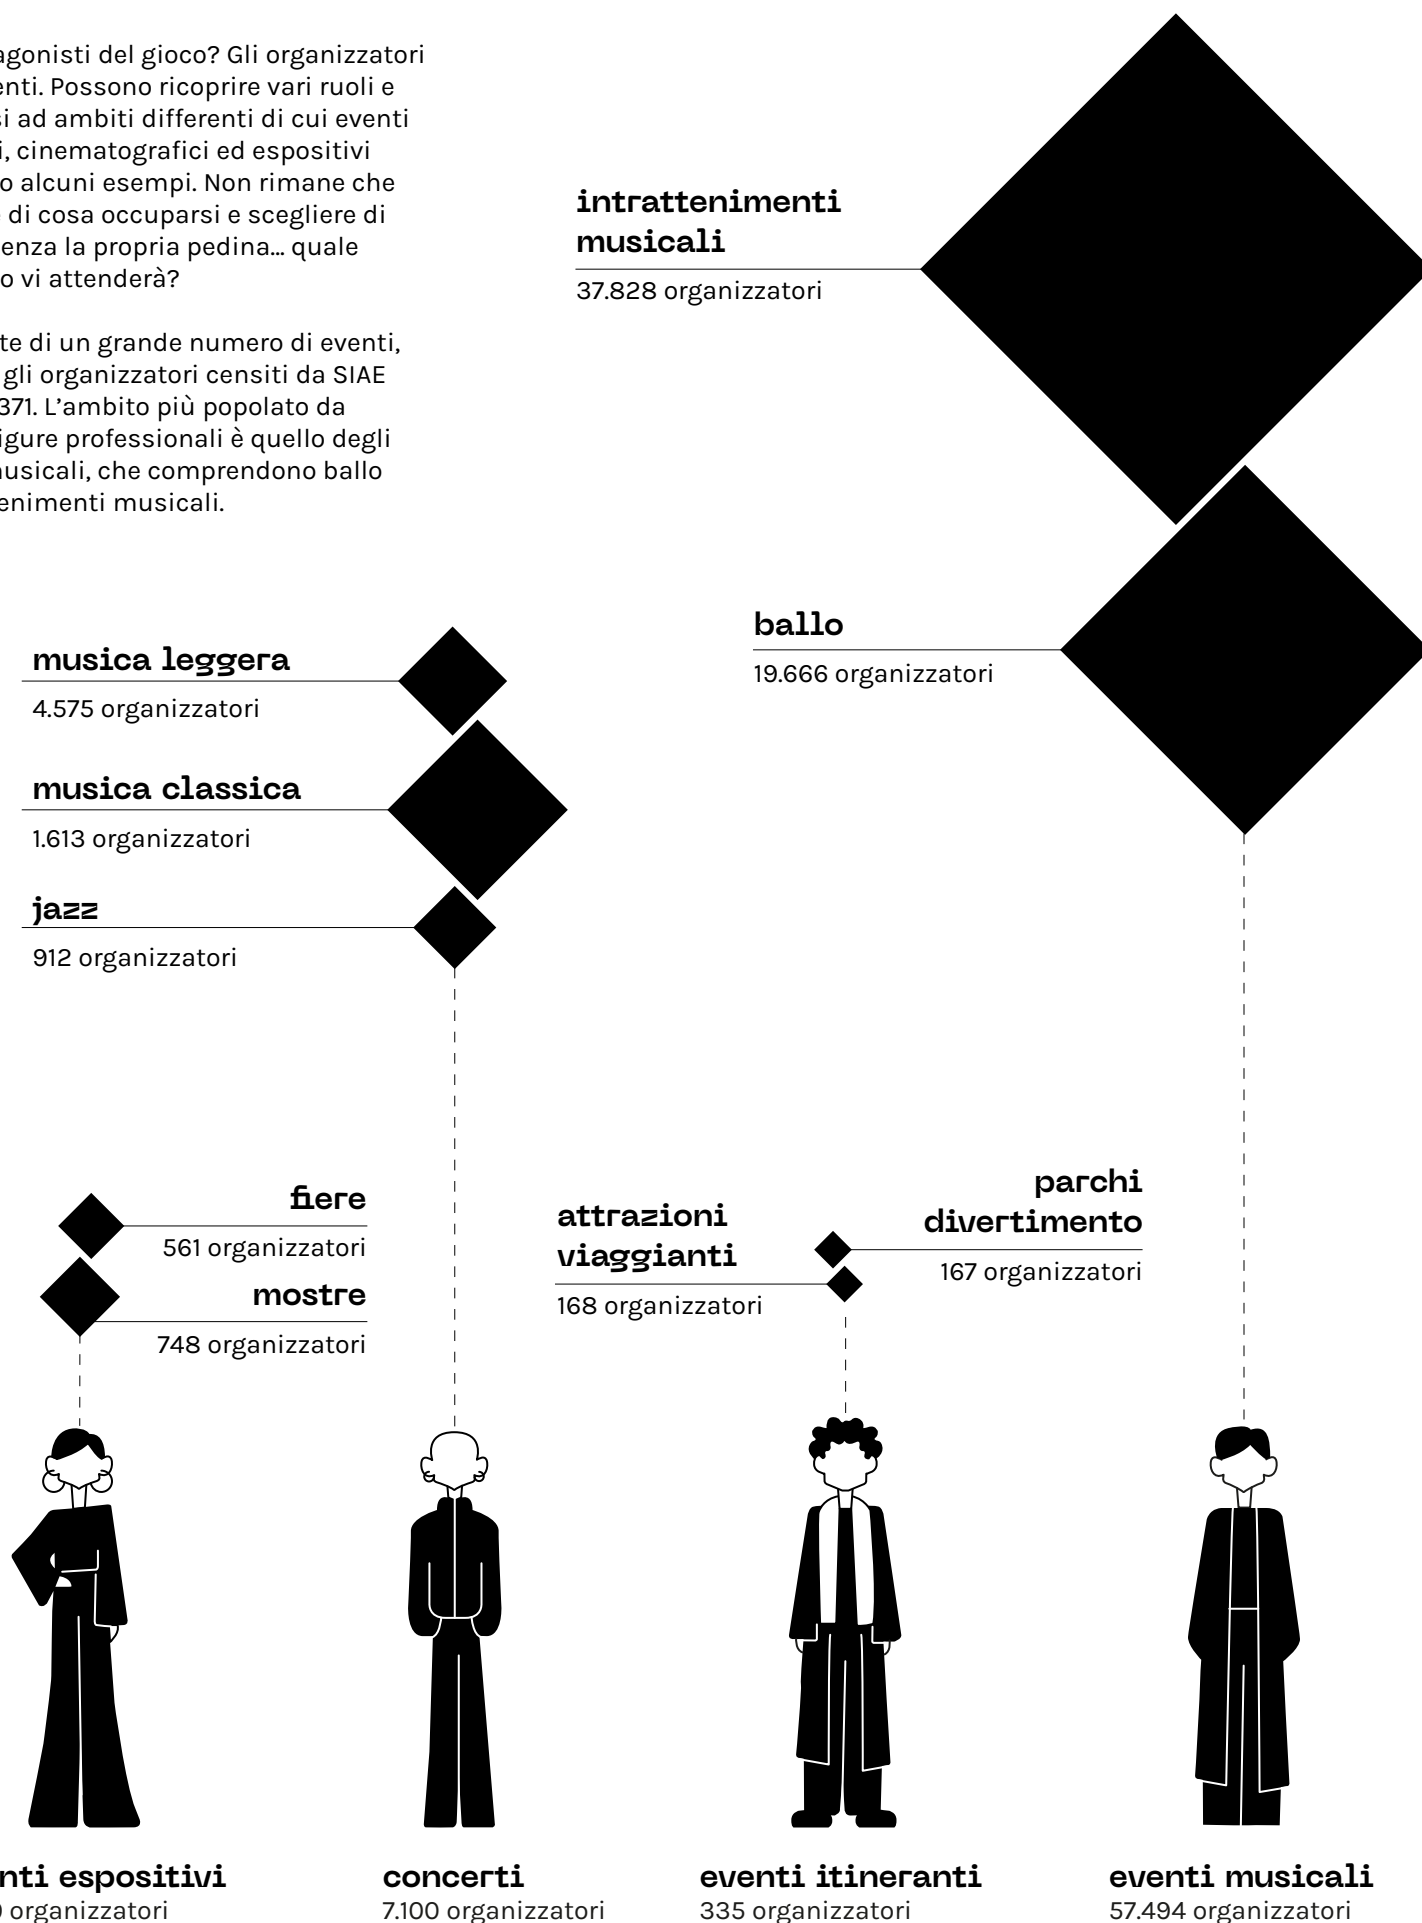 agonisti del gioco? Gli organizzatori
enti. Possono ricoprire vari ruoli e
si ad ambiti differenti di cui eventi
i, cinematografici ed espositivi
o alcuni esempi. Non rimane che
e di cosa occuparsi e scegliere di
enza la propria pedina... quale
o vi attenderà?
te di un grande numero di eventi,
gli organizzatori censiti da SIAE
371. L’ambito più popolato da
igure professionali è quello degli
musicali, che comprendono ballo
enimenti musicali.
intrattenimenti
musicali
37.828 organizzatori
ballo
19.666 organizzatori
musica leggera
4.575 organizzatori
musica classica
1.613 organizzatori
jazz
912 organizzatori
fiere
561 organizzatori
mostre
748 organizzatori
attrazioni
viaggianti
168 organizzatori
parchi
divertimento
167 organizzatori
nti espositivi
organizzatori
concerti
7.100 organizzatori
eventi itineranti
335 organizzatori
eventi musicali
57.494 organizzatori